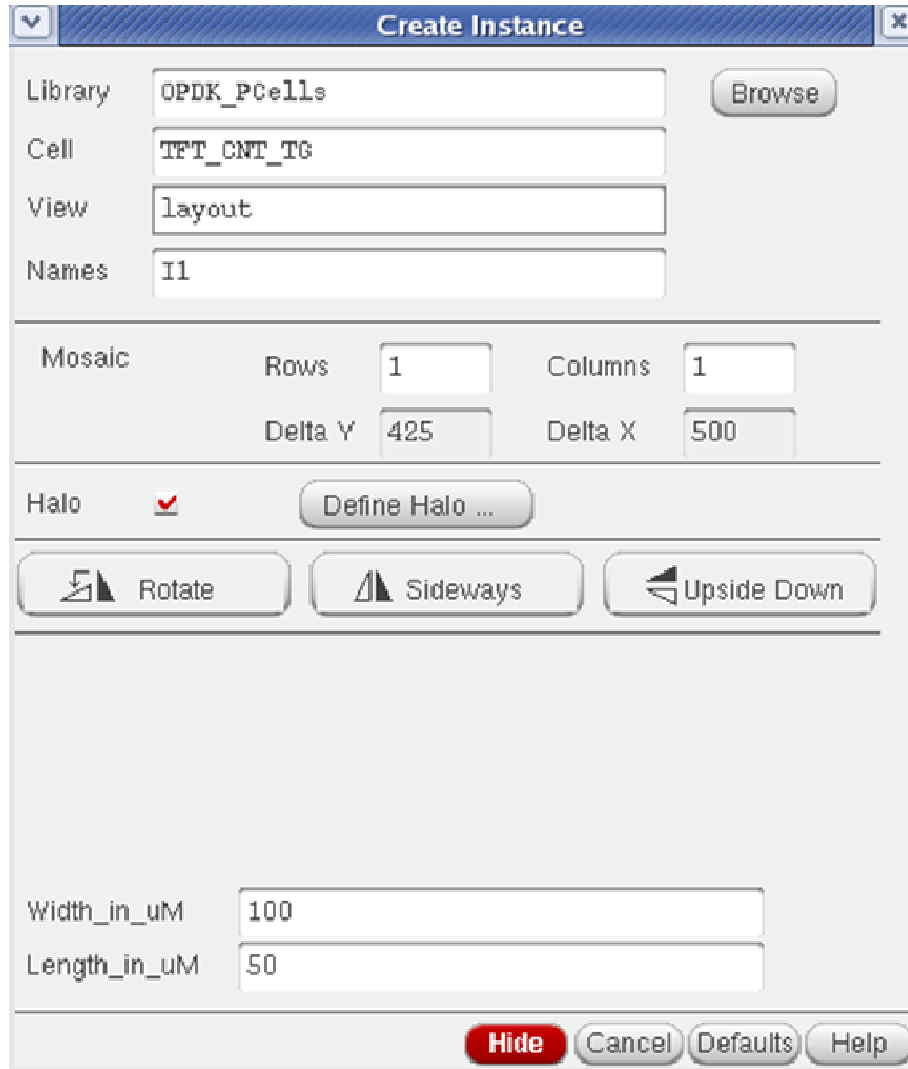 Create Instance
Library OPDK_PCells Browse
Cell TFT_CNT_TG
View layout
Names I1
Mosaic Rows 1 Columns 1
Delta Y 425 Delta X 500
Halo Define Halo ...
Rotate Sideways Upside Down
Width_in_uM 100
Length_in_uM 50
Hide Cancel Defaults Help